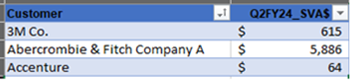 Customer Q2FY24_SVA$
3M Co. $ 615
Abercrombie & Fitch Company A $ 5,886
Accenture $ 64